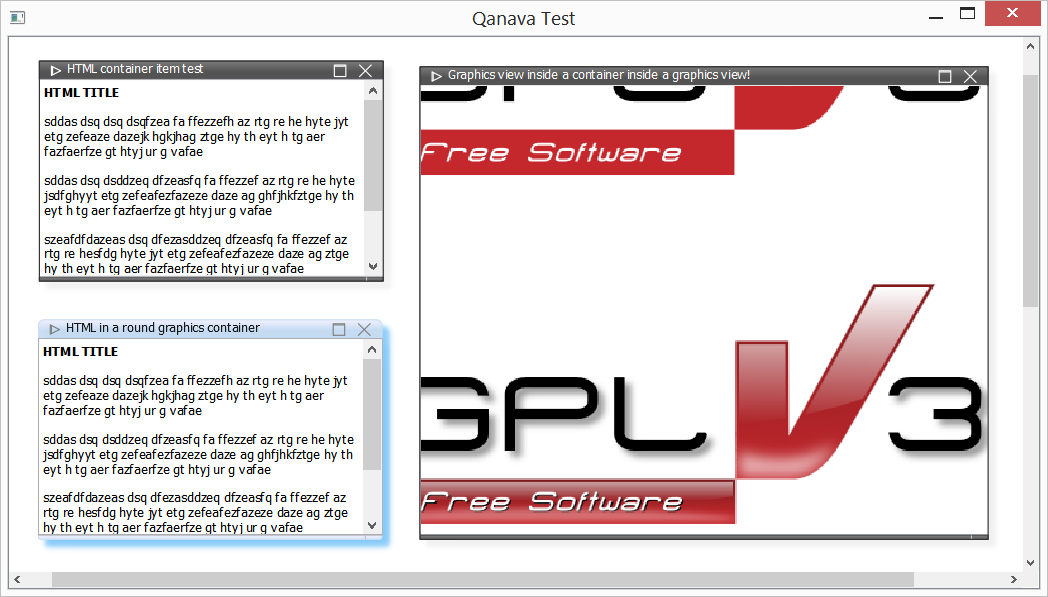 Qanava Test
HTML container item test
HTML TITLE
sddas dsq dsq dsqfzea fa ffezzefh az rtg re he hyte jyt
etg zefeaze dazejk hgkjhag ztge hy th eyt h tg aer
fazfaerfze gt htyj ur g vafae
sddas dsq dsddzeq dfzeasfq fa ffezzef az rtg re he hyte
jsdfghyyt etg zefeafezfazeze daze ag ghfjhkfztge hy th
eyt h tg aer fazfaerfze gt htyj ur g vafae
szeafdfdazeas dsq dfezasddzeq dfzeasfq fa ffezzef az
rtg re hesfdg hyte jyt etg zefeafezfazeze daze ag ztge
hy th eyt h tg aer fazfaerfze gt htyj ur g vafae
HTML in a round graphics container
HTML TITLE
sddas dsq dsq dsqfzea fa ffezzefh az rtg re he hyte jyt
etg zefeaze dazejk hgkjhag ztge hy th eyt h tg aer
fazfaerfze gt htyj ur g vafae
sddas dsq dsddzeq dfzeasfq fa ffezzef az rtg re he hyte
jsdfghyyt etg zefeafezfazeze daze ag ghfjhkfztge hy th
eyt h tg aer fazfaerfze gt htyj ur g vafae
szeafdfdazeas dsq dfezasddzeq dfzeasfq fa ffezzef az
rtg re hesfdg hyte jyt etg zefeafezfazeze daze ag ztge
hy th eyt h tg aer fazfaerfze gt htyj ur g vafae
Graphics view inside a container inside a graphics view!
Free Software
GPL V 3
Free Software